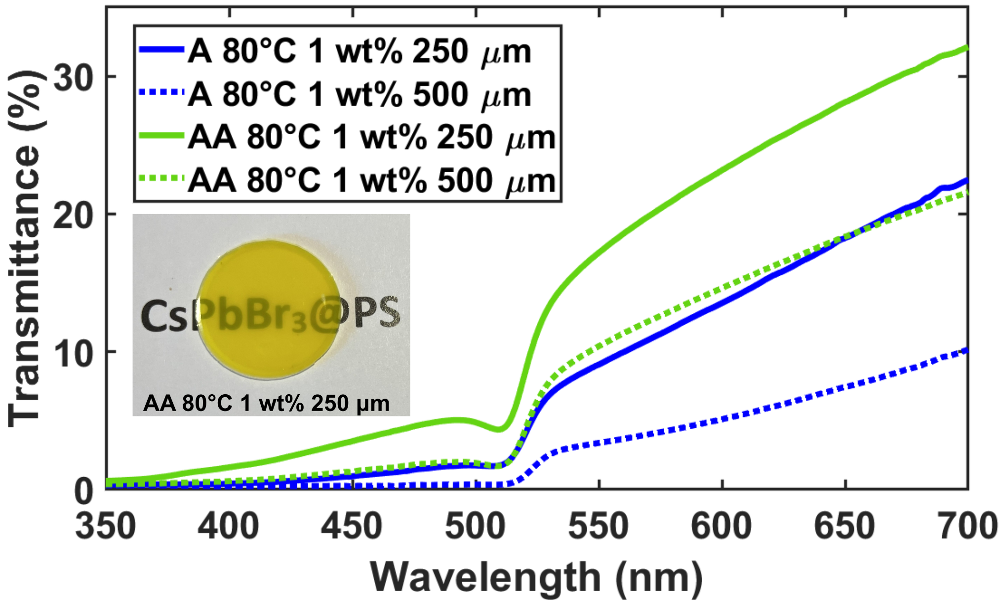 Transmittance (%)
30
20
10
0
A 80°C 1 wt% 250 μm
A 80°C 1 wt% 500 μm
AA 80°C 1 wt% 250 μm
AA 80°C 1 wt% 500 μm
CsPbBr₃@PS
AA 80°C 1 wt% 250 μm
350 400 450 500 550 600 650 700
Wavelength (nm)